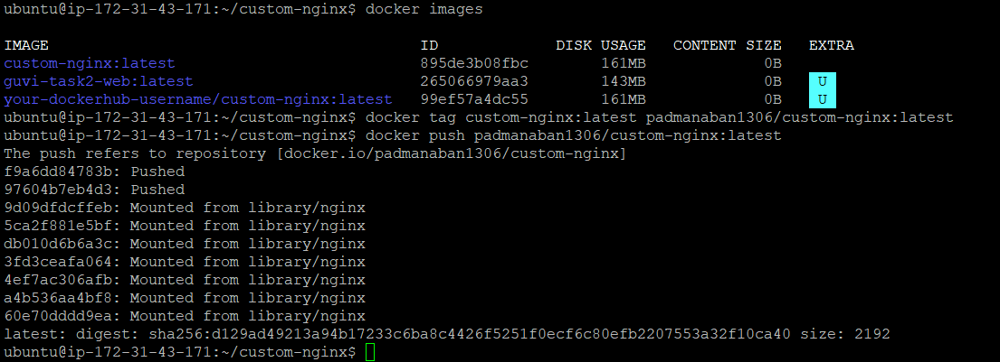 ubuntu@ip-172-31-43-171:~/custom-nginx$ docker images
IMAGE ID DISK USAGE CONTENT SIZE EXTRA
custom-nginx:latest 895de3b08fbc 161MB 0B
guvi-task2-web:latest 265066979aa3 143MB 0B U
your-dockerhub-username/custom-nginx:latest 99ef57a4dc55 161MB 0B U
ubuntu@ip-172-31-43-171:~/custom-nginx$ docker tag custom-nginx:latest padmanaban1306/custom-nginx:latest
ubuntu@ip-172-31-43-171:~/custom-nginx$ docker push padmanaban1306/custom-nginx:latest
The push refers to repository [docker.io/padmanaban1306/custom-nginx]
f9a6dd84783b: Pushed
97604b7eb4d3: Pushed
9d09dfdcffeb: Mounted from library/nginx
5ca2f881e5bf: Mounted from library/nginx
db010d6b6a3c: Mounted from library/nginx
3fd3ceafa064: Mounted from library/nginx
4ef7ac306afb: Mounted from library/nginx
a4b536aa4bf8: Mounted from library/nginx
60e70dddd9ea: Mounted from library/nginx
latest: digest: sha256:d129ad49213a94b17233c6ba8c4426f5251f0ecf6c80efb2207553a32f10ca40 size: 2192
ubuntu@ip-172-31-43-171:~/custom-nginx$